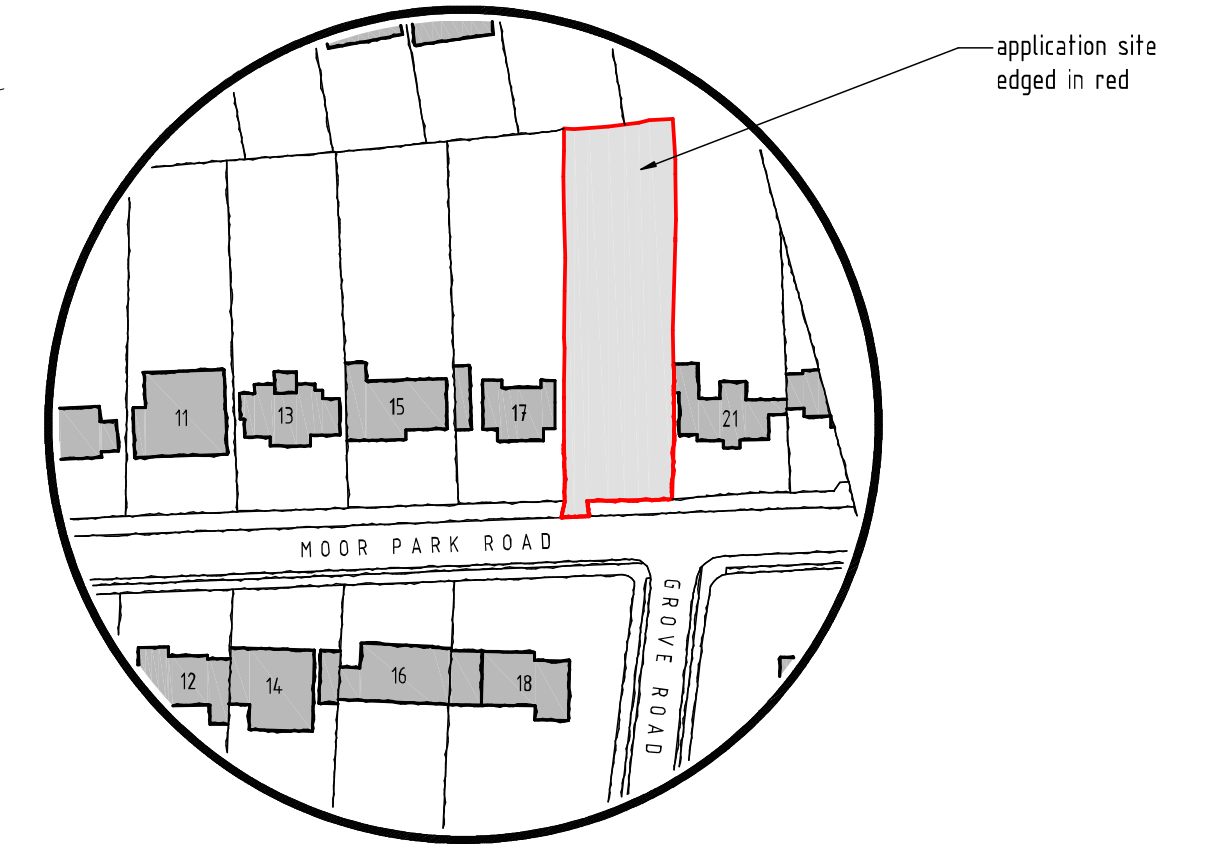 application site
edged in red
11
13
15
17
21
MOOR PARK ROAD
GROVE ROAD
12
14
16
18